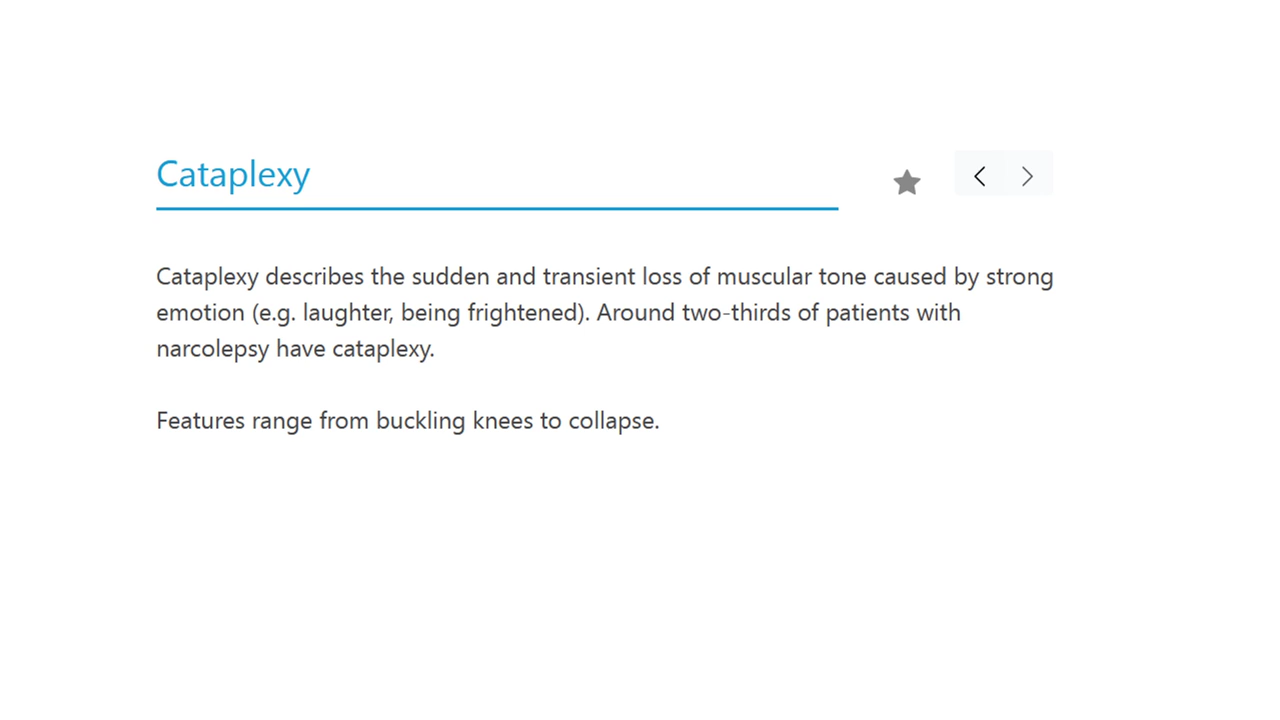 Cataplexy
Cataplexy describes the sudden and transient loss of muscular tone caused by strong
emotion (e.g. laughter, being frightened). Around two-thirds of patients with
narcolepsy have cataplexy.
Features range from buckling knees to collapse.